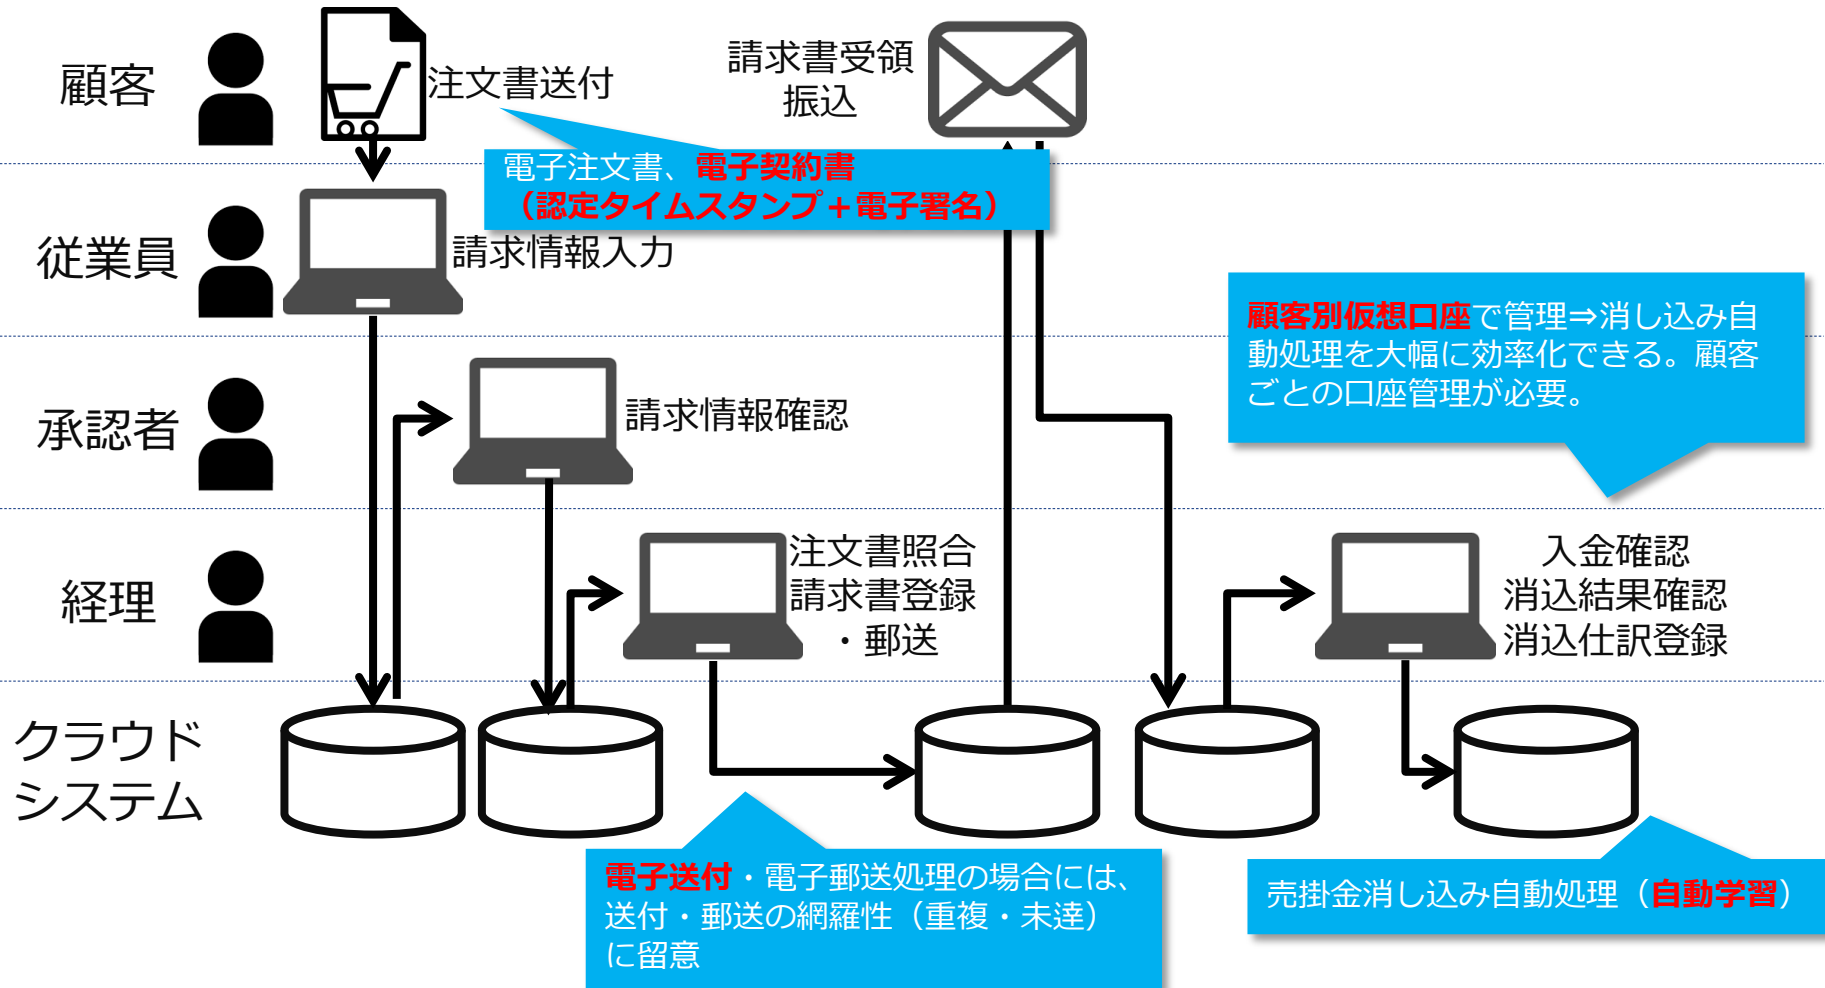 顧客
注文書送付
請求書受領
振込
電子注文書、電子契約書
（認定タイムスタンプ＋電子署名）
従業員
請求情報入力
顧客別仮想口座で管理⇒消し込み自
動処理を大幅に効率化できる。顧客
ごとの口座管理が必要。
承認者
請求情報確認
経理
注文書照合
請求書登録
・郵送
入金確認
消込結果確認
消込仕訳登録
クラウド
システム
電子送付・電子郵送処理の場合には、
送付・郵送の網羅性（重複・未達）
に留意
売掛金消し込み自動処理（自動学習）